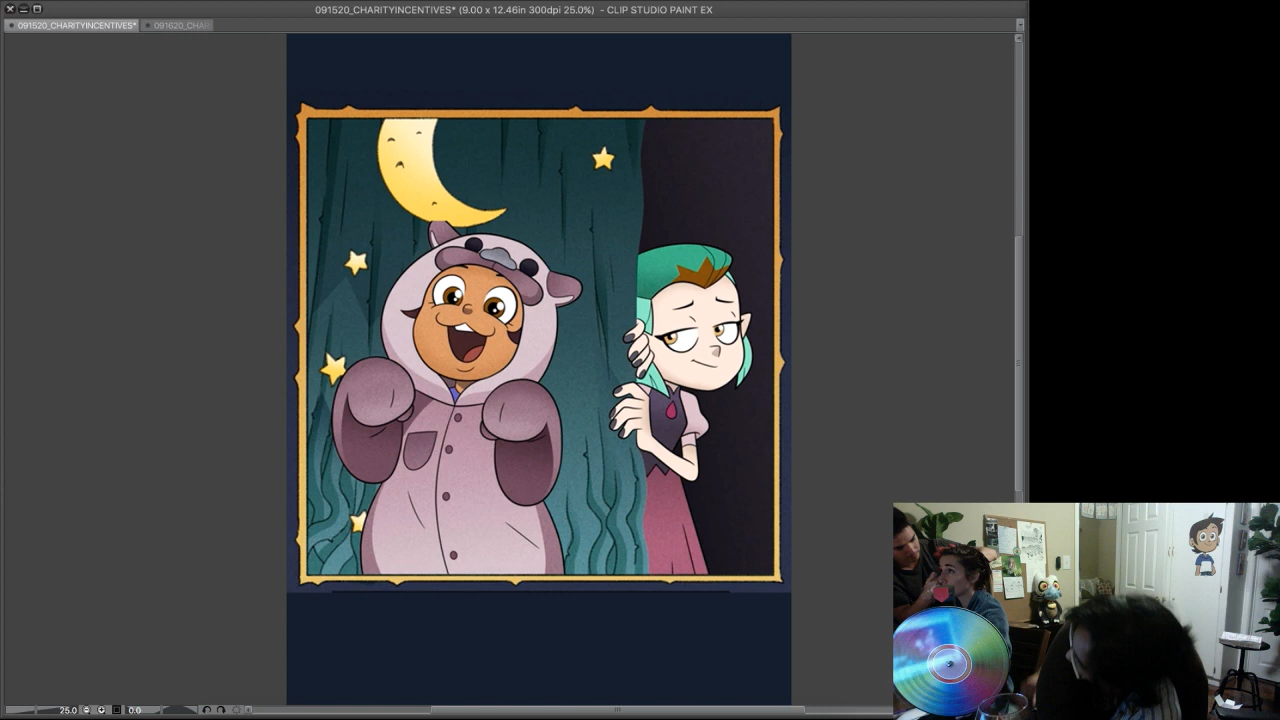 091520_CHARITYINCENTIVES* (9.00 x 12.46in 300dpi 25.0%) - CLIP STUDIO PAINT EX
091520_CHARITYINCENTIVES*
091620_CHAR
25.0
0.0